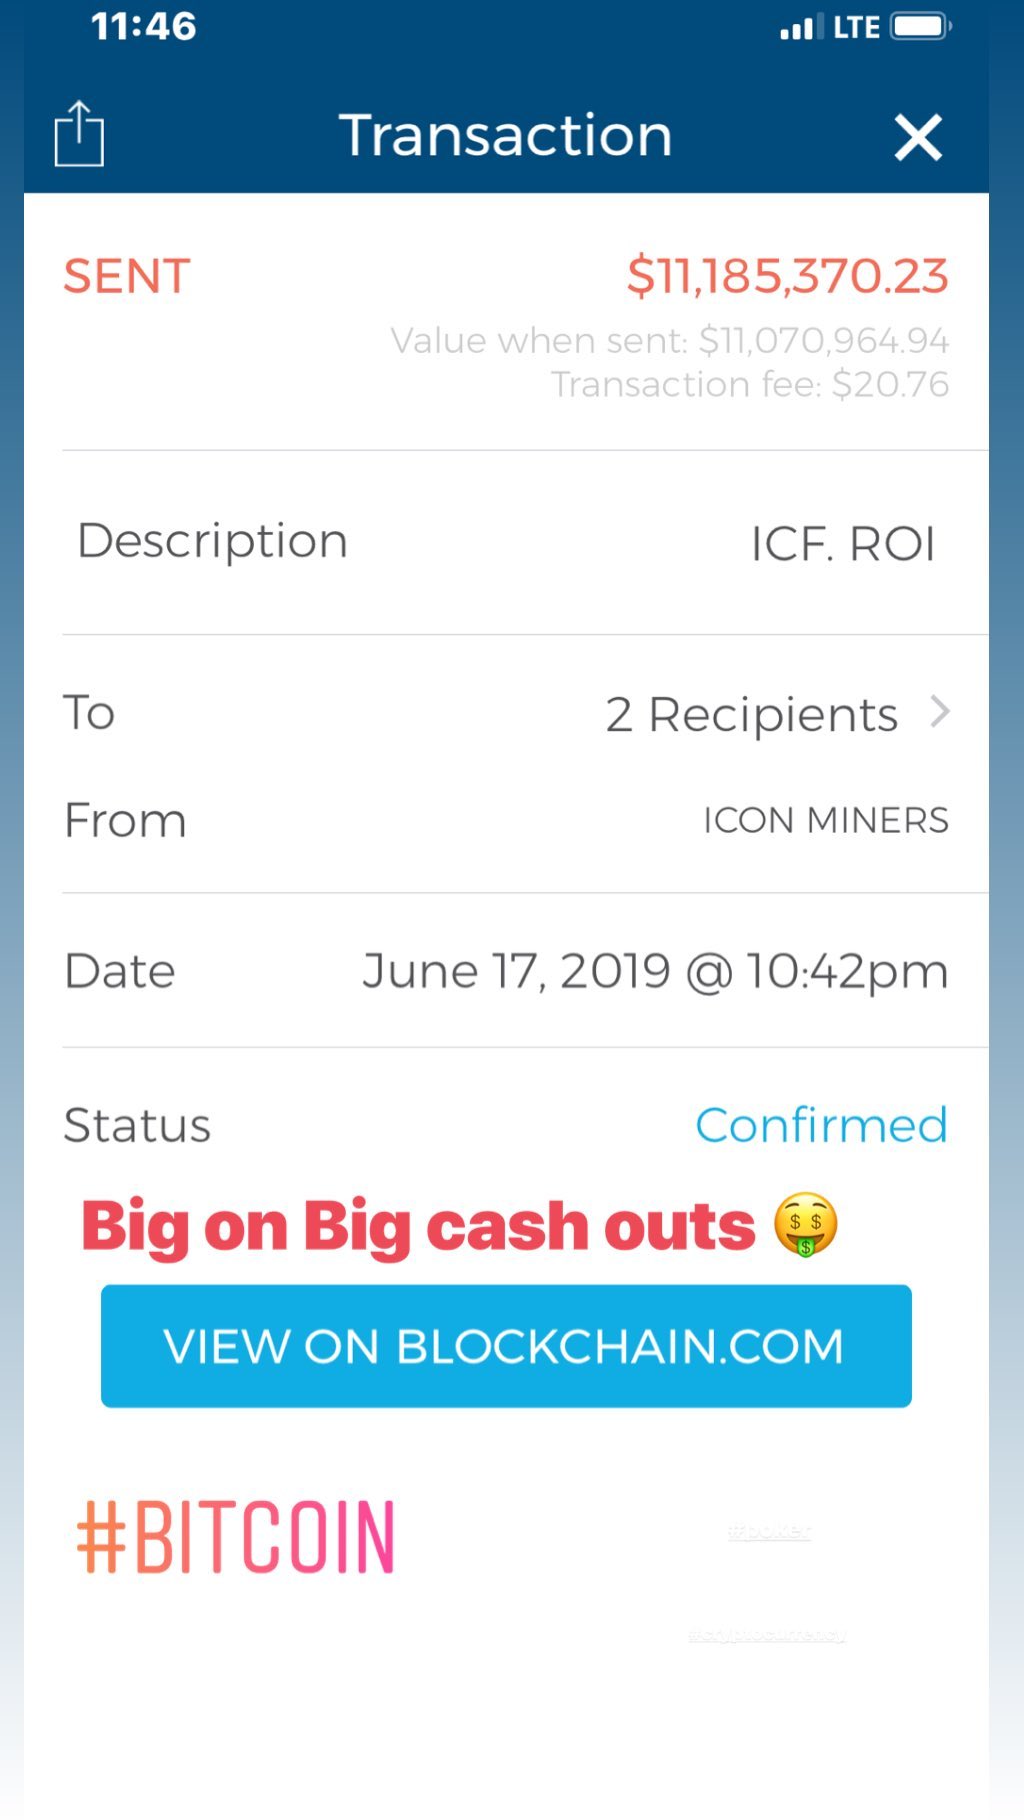 11:46 LTE
Transaction
SENT $11,185,370.23
Value when sent: $11,070,964.94
Transaction fee: $20.76
Description ICF. ROI
To 2 Recipients
From ICON MINERS
Date June 17, 2019 @ 10:42pm
Status Confirmed
Big on Big cash outs 🤑
VIEW ON BLOCKCHAIN.COM
#BITCOIN
#poker
#cryptocurrency